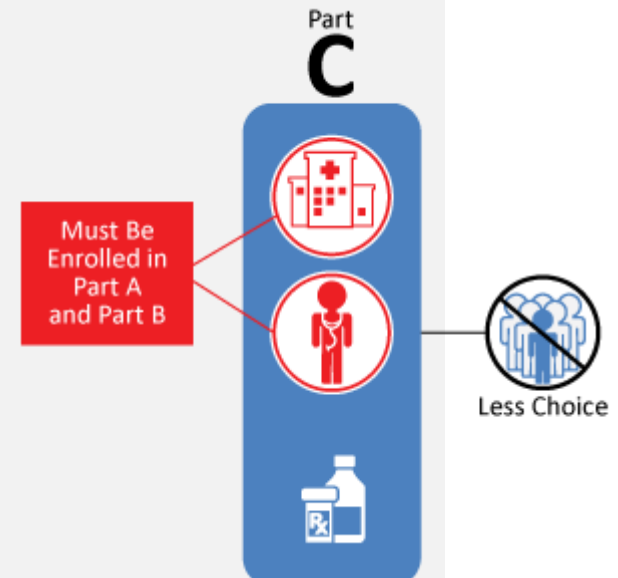 Part
C
Must Be
Enrolled in
Part A
and Part B
Less Choice
Rx